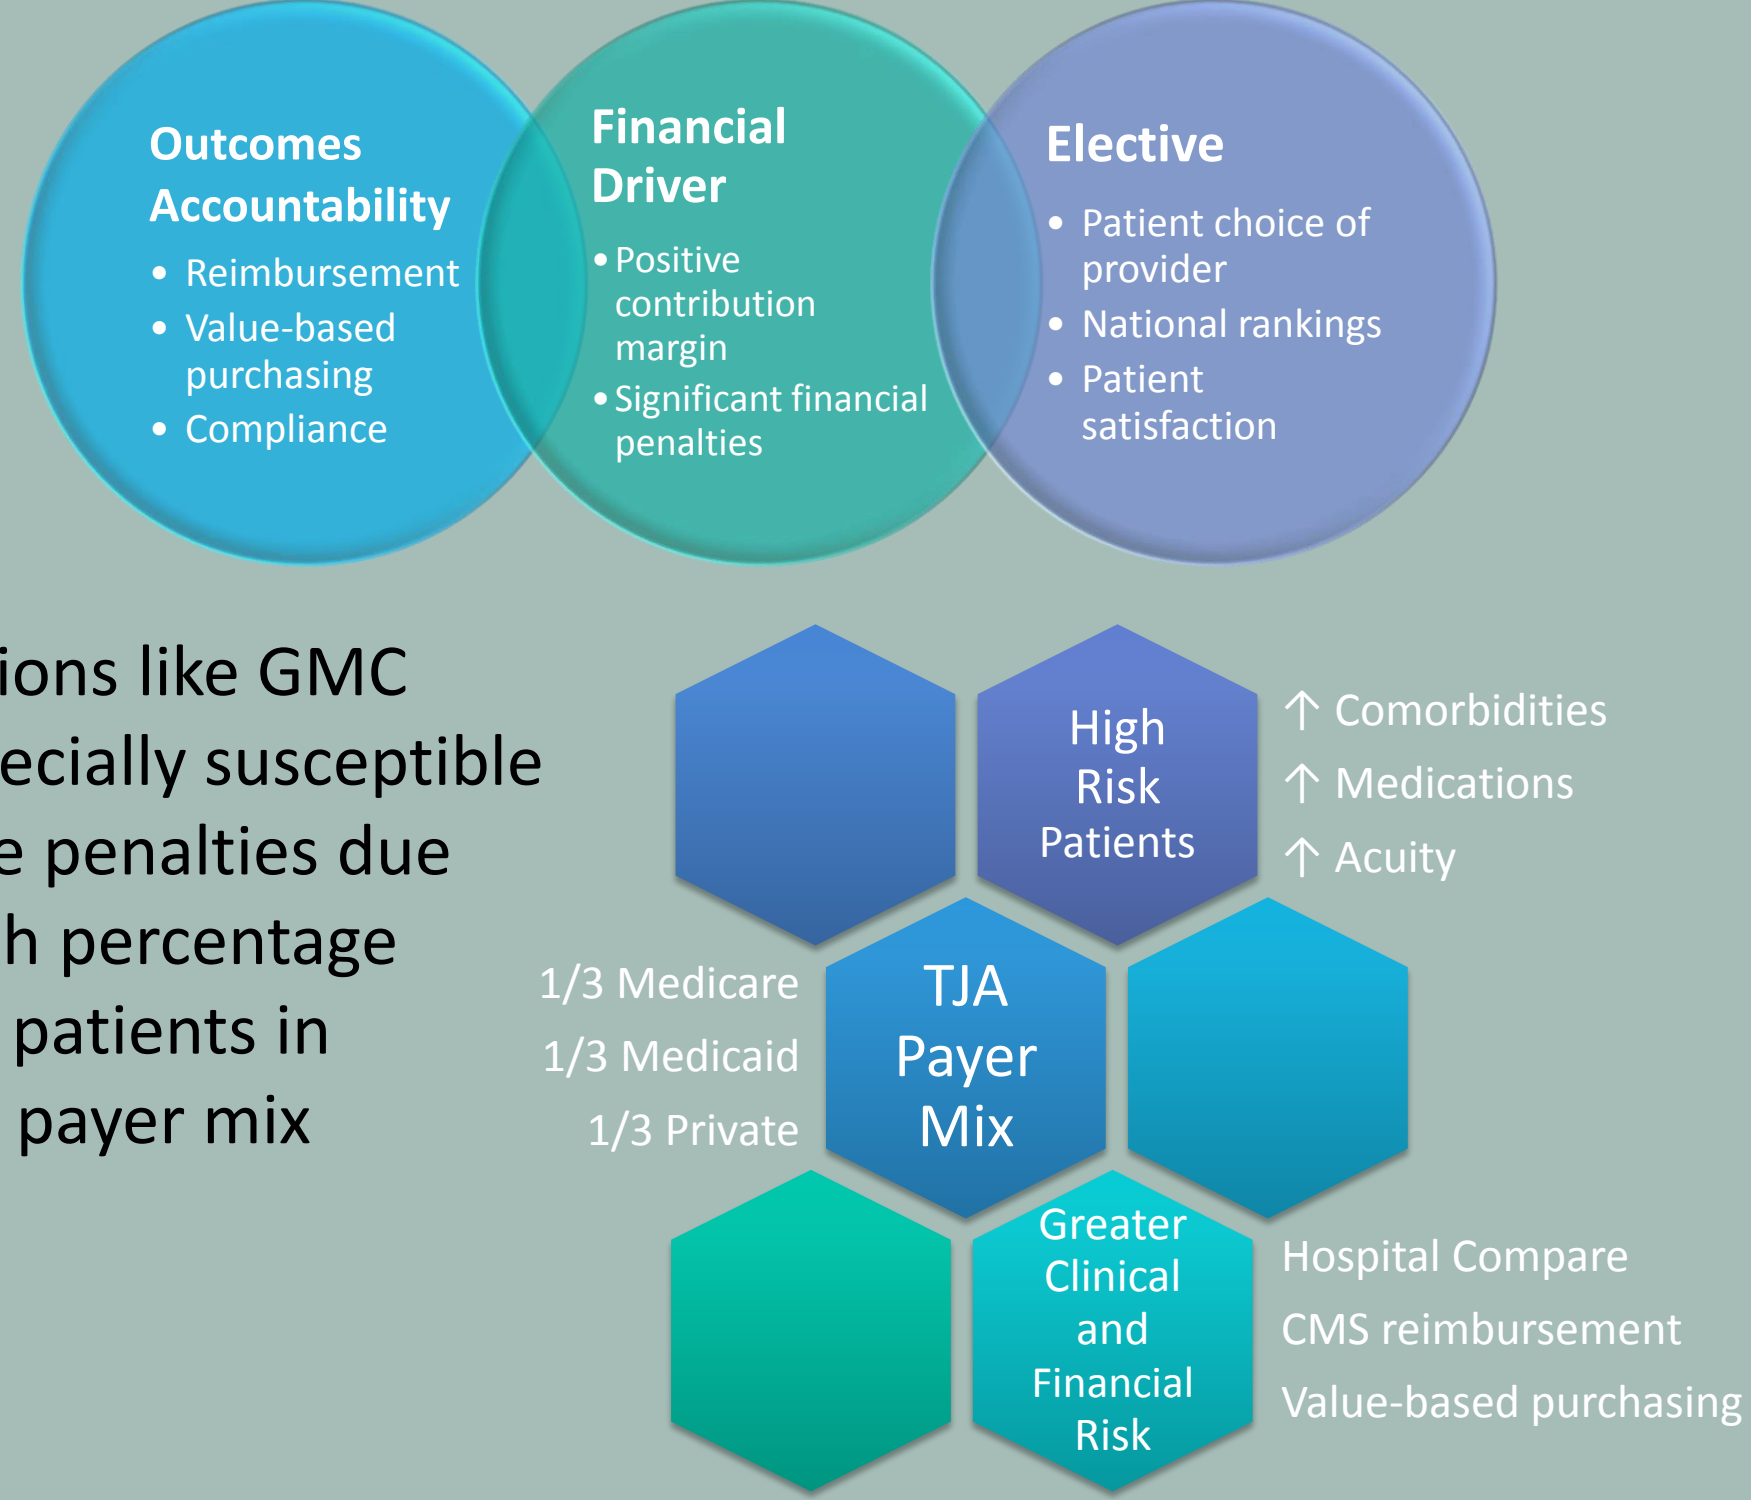 Outcomes
Accountability
• Reimbursement
• Value-based
purchasing
• Compliance
Financial
Driver
• Positive
contribution
margin
• Significant financial
penalties
Elective
• Patient choice of
provider
• National rankings
• Patient
satisfaction
tions like GMC
ecially susceptible
e penalties due
h percentage
patients in
payer mix
High
Risk
Patients
↑ Comorbidities
↑ Medications
↑ Acuity
1/3 Medicare
1/3 Medicaid
1/3 Private
TJA
Payer
Mix
Greater
Clinical
and
Financial
Risk
Hospital Compare
CMS reimbursement
Value-based purchasing